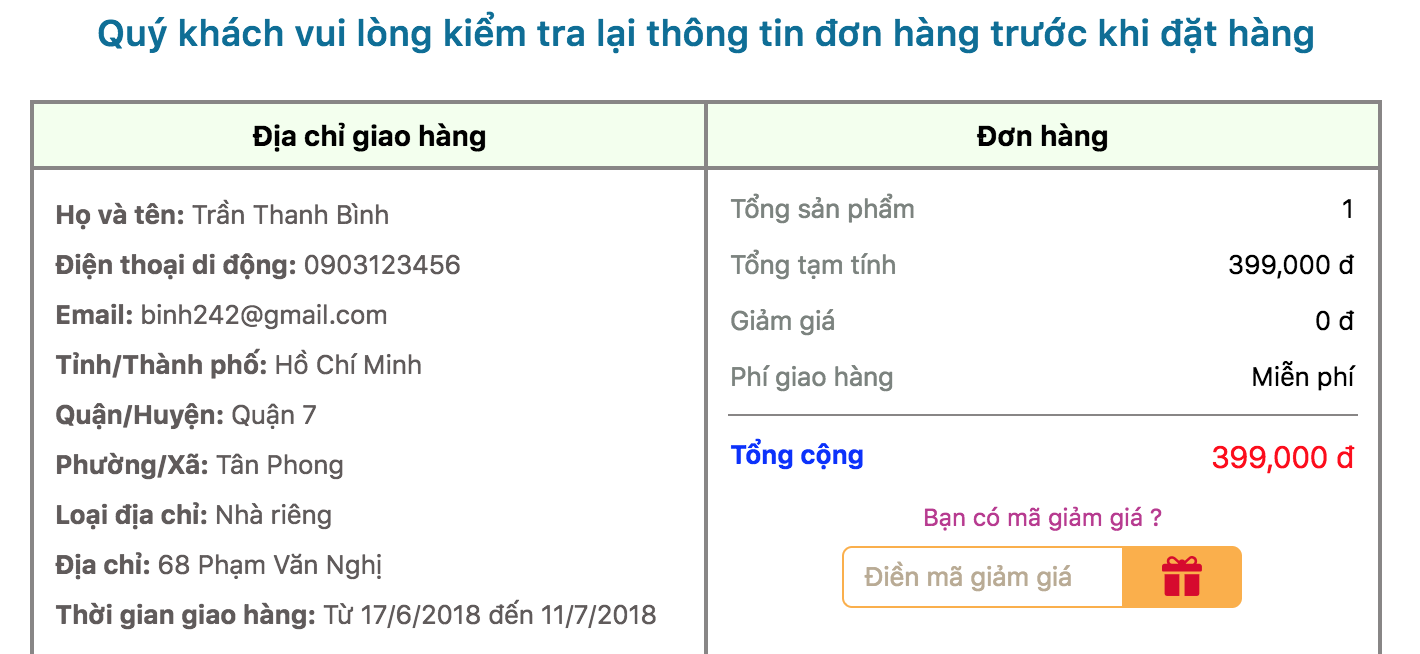 Quý khách vui lòng kiểm tra lại thông tin đơn hàng trước khi đặt hàng
Địa chỉ giao hàng
Họ và tên: Trần Thanh Bình
Điện thoại di động: 0903123456
Email: binh242@gmail.com
Tỉnh/Thành phố: Hồ Chí Minh
Quận/Huyện: Quận 7
Phường/Xã: Tân Phong
Loại địa chỉ: Nhà riêng
Địa chỉ: 68 Phạm Văn Nghị
Thời gian giao hàng: Từ 17/6/2018 đến 11/7/2018
Đơn hàng
Tổng sản phẩm 1
Tổng tạm tính 399,000 đ
Giảm giá 0 đ
Phí giao hàng Miễn phí
Tổng cộng 399,000 đ
Bạn có mã giảm giá ?
Điền mã giảm giá